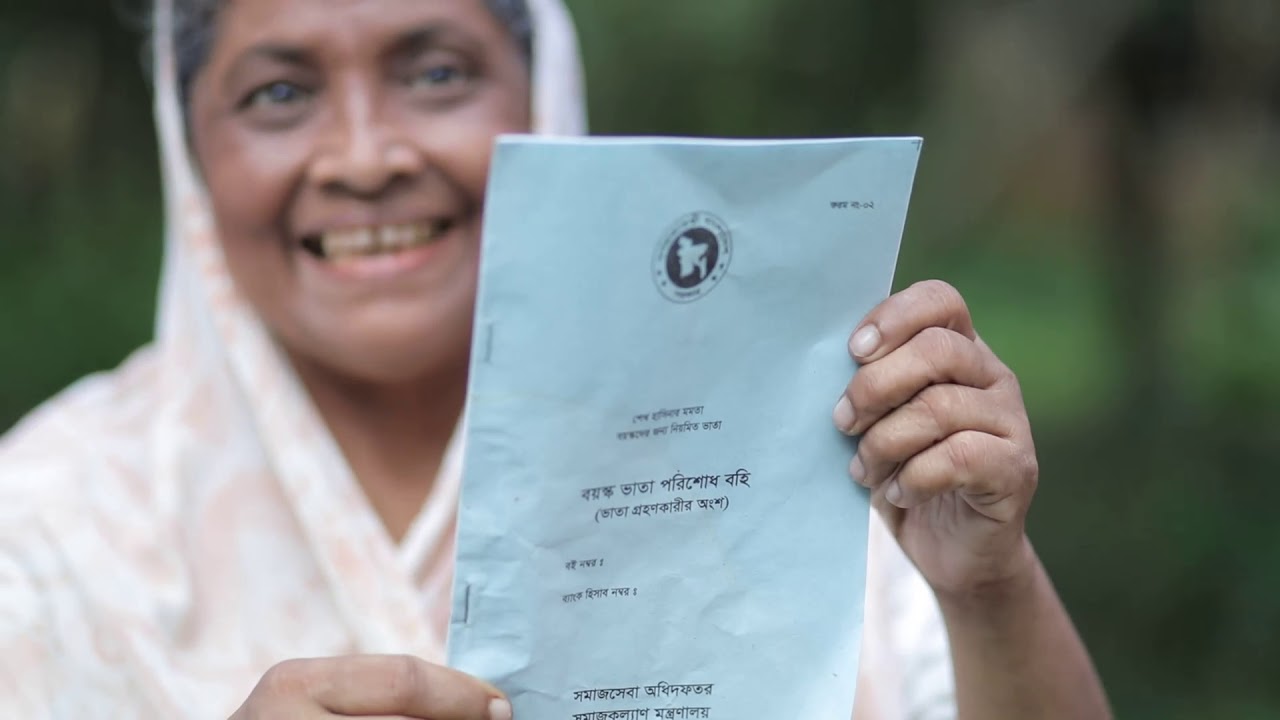 ফরম নং-০২
শেখ হাসিনার মমতা
বয়স্কদের জন্য নিয়মিত ভাতা
বয়স্ক ভাতা পরিশোধ বহি
(ভাতা গ্রহণকারীর অংশ)
বই নম্বর ঃ
ব্যাংক হিসাব নম্বর ঃ
সমাজসেবা অধিদফতর
সমাজকল্যাণ মন্ত্রণালয়